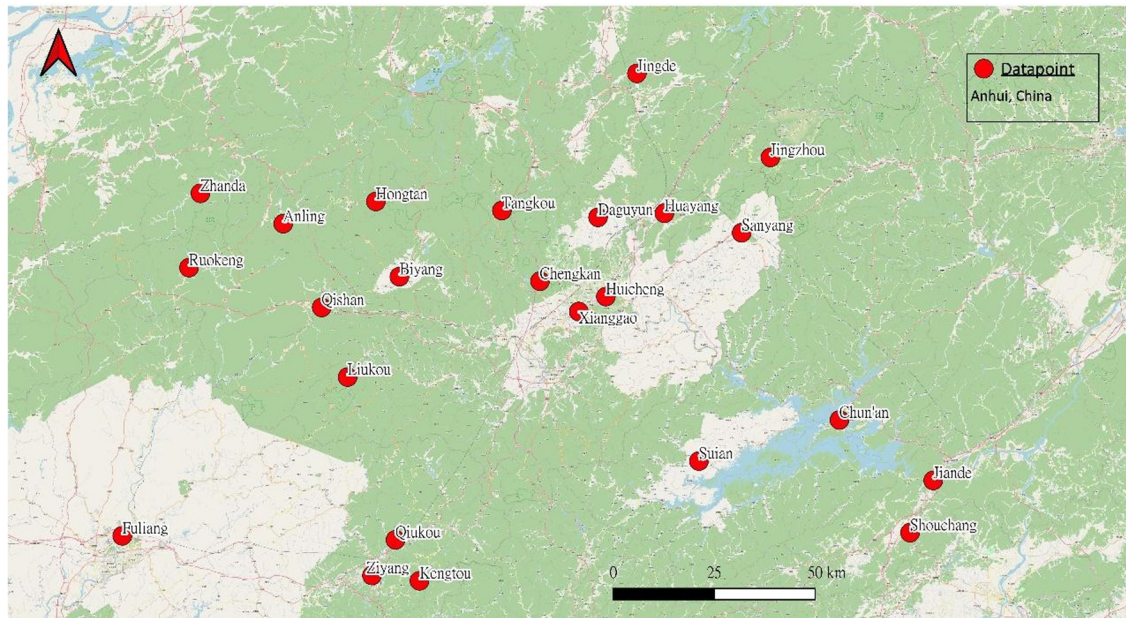 Jingde
Datapoint
Anhui, China
Jingzhou
Zhanda
Hongtan
Tangkou
Daguyun
Huayang
Anling
Sanyang
Ruokeng
Biyang
Chengkan
Huicheng
Qishan
Xianggao
Liukou
Chun'an
Suian
Jiande
Fuliang
Qiukou
Shouchang
Ziyang
Kengtou
0 25 50 km